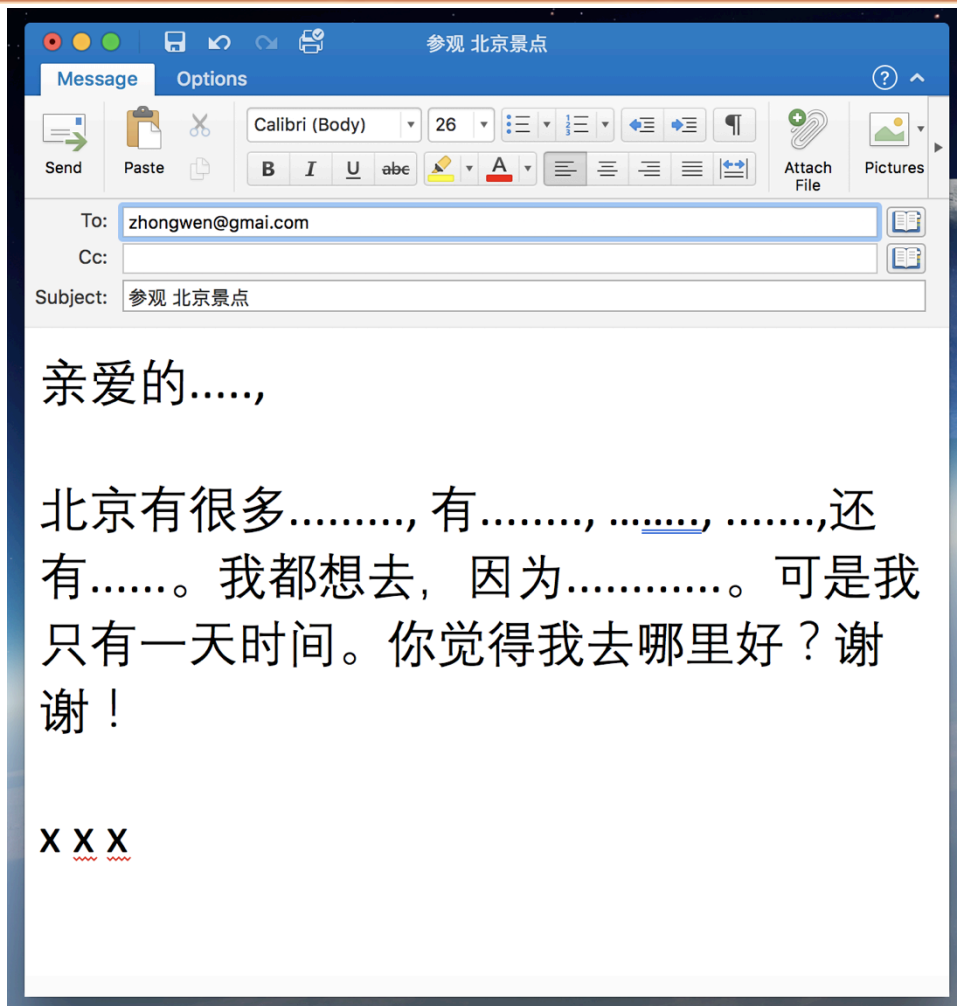 参观 北京景点
Message Options
Calibri (Body) 26
B I U abc A
Send Paste Attach File Pictures
To: zhongwen@gmai.com
Cc:
Subject: 参观 北京景点
亲爱的.....,
北京有很多........., 有........, ........., .......,还
有......。我都想去，因为............。可是我
只有一天时间。你觉得我去哪里好？谢
谢！
x x x